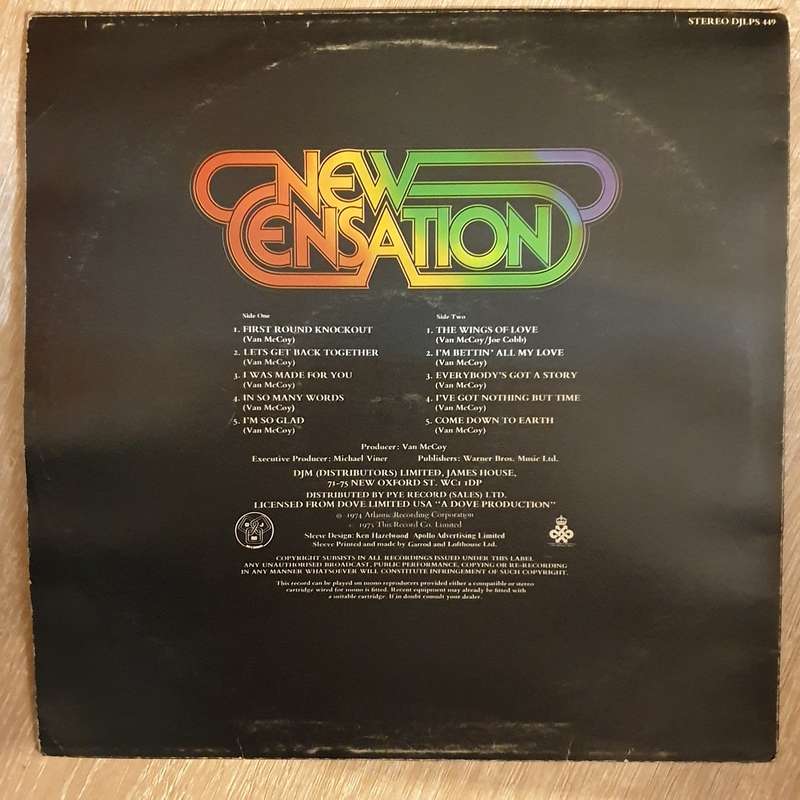 STEREO DJLPS 449
NEW
CENSATION
Side One
1. FIRST ROUND KNOCKOUT
(Van McCoy)
2. LETS GET BACK TOGETHER
(Van McCoy)
3. I WAS MADE FOR YOU
(Van McCoy)
4. IN SO MANY WORDS
(Van McCoy)
5. I'M SO GLAD
(Van McCoy)
Side Two
1. THE WINGS OF LOVE
(Van McCoy/Joe Cobb)
2. I'M BETTIN' ALL MY LOVE
(Van McCoy)
3. EVERYBODY'S GOT A STORY
(Van McCoy)
4. I'VE GOT NOTHING BUT TIME
(Van McCoy)
5. COME DOWN TO EARTH
(Van McCoy)
Producer: Van McCoy
Executive Producer: Michael Viner Publishers: Warner Bros. Music Ltd.
DJM (DISTRIBUTORS) LIMITED, JAMES HOUSE,
71-75 NEW OXFORD ST. WC1 1DP
DISTRIBUTED BY PYE RECORD (SALES) LTD.
LICENSED FROM DOVE LIMITED USA "A DOVE PRODUCTION"
℗ 1974 Atlantic Recording Corporation
© 1975 This Record Co. Limited
Sleeve Design: Ken Hazelwood Apollo Advertising Limited
Sleeve Printed and made by Garrod and Lofthouse Ltd.
COPYRIGHT SUBSISTS IN ALL RECORDINGS ISSUED UNDER THIS LABEL
ANY UNAUTHORISED BROADCAST, PUBLIC PERFORMANCE, COPYING OR RE-RECORDING
IN ANY MANNER WHATSOEVER WILL CONSTITUTE INFRINGEMENT OF SUCH COPYRIGHT.
This record can be played on mono reproducers provided either a compatible or stereo
cartridge wired for mono is fitted. Recent equipment may already be fitted with
a suitable cartridge. If in doubt consult your dealer.